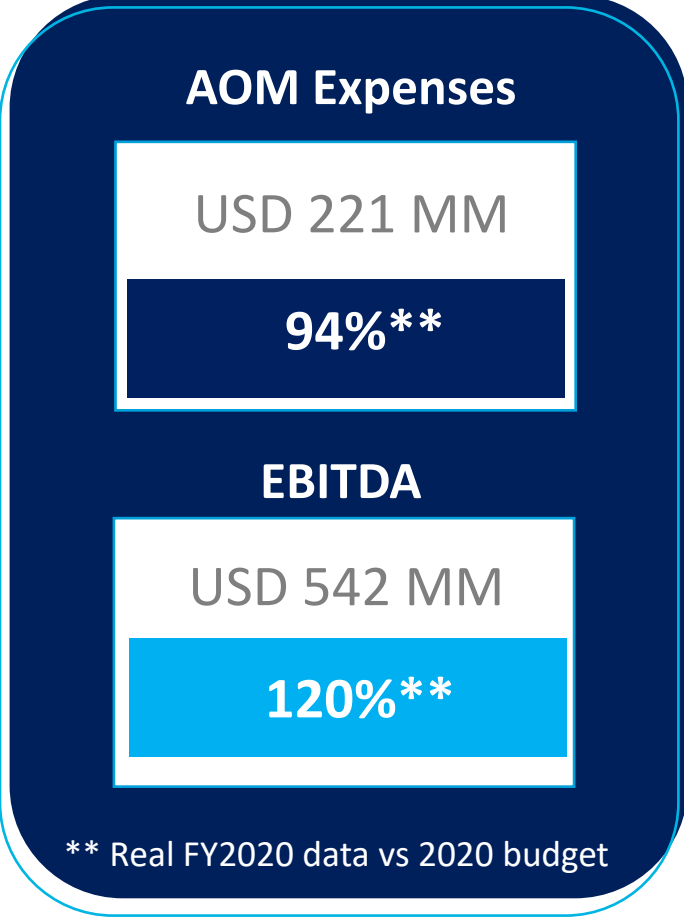 AOM Expenses
USD 221 MM
94%**
EBITDA
USD 542 MM
120%**
** Real FY2020 data vs 2020 budget